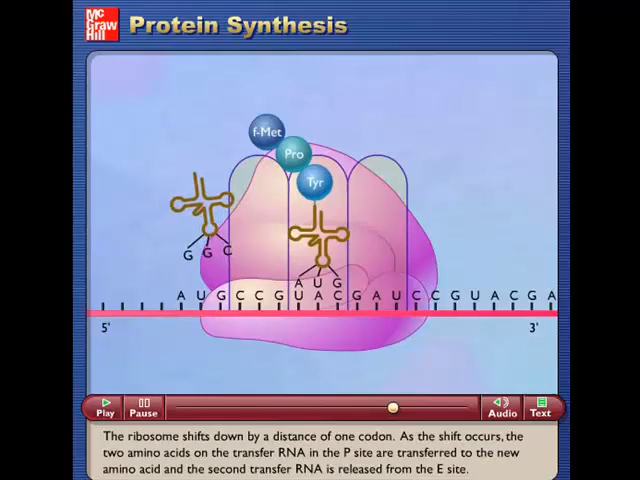 Mc
Graw
Hill
Protein Synthesis
f-Met
Pro
Tyr
G G C
A U G
A U G C C G U A C G A U C C G U A C G A
5' 3'
Play Pause Audio Text
The ribosome shifts down by a distance of one codon. As the shift occurs, the
two amino acids on the transfer RNA in the P site are transferred to the new
amino acid and the second transfer RNA is released from the E site.